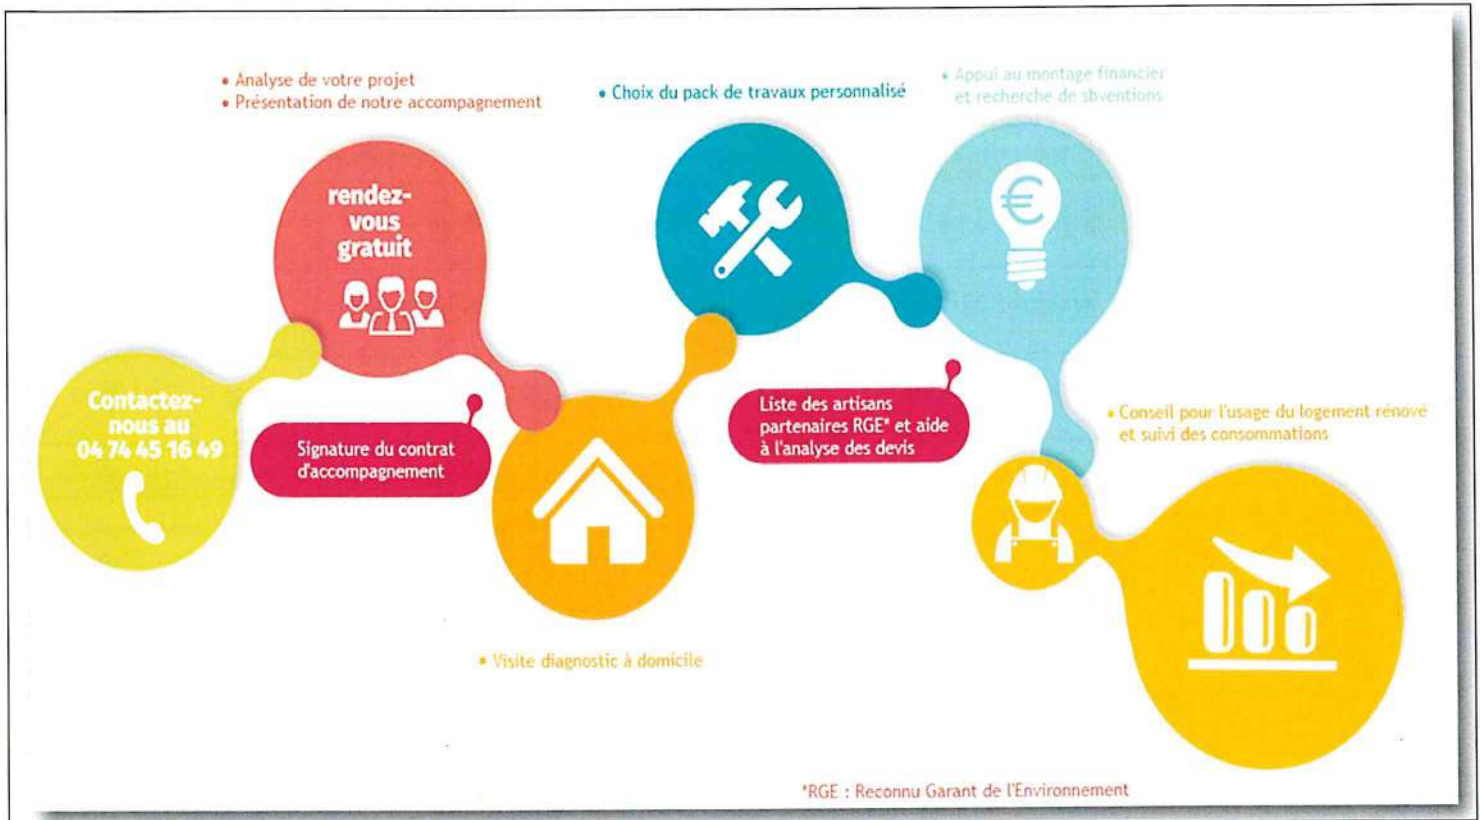 • Analyse de votre projet
• Présentation de notre accompagnement
• Choix du pack de travaux personnalisé
• Appui au montage financier
et recherche de sbventions
rendez-
vous
gratuit
€
Contactez-
nous au
04 74 45 16 49
Signature du contrat
d'accompagnement
Liste des artisans
partenaires RGE* et aide
à l'analyse des devis
• Conseil pour l'usage du logement rénové
et suivi des consommations
• Visite diagnostic à domicile
*RGE : Reconnu Garant de l'Environnement